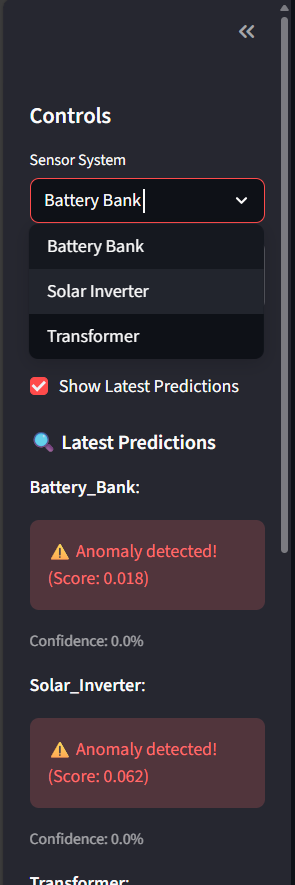 Controls
Sensor System
Battery Bank
Battery Bank
Solar Inverter
Transformer
Show Latest Predictions
🔍 Latest Predictions
Battery_Bank:
⚠️ Anomaly detected!
(Score: 0.018)
Confidence: 0.0%
Solar_Inverter:
⚠️ Anomaly detected!
(Score: 0.062)
Confidence: 0.0%
Transformer: